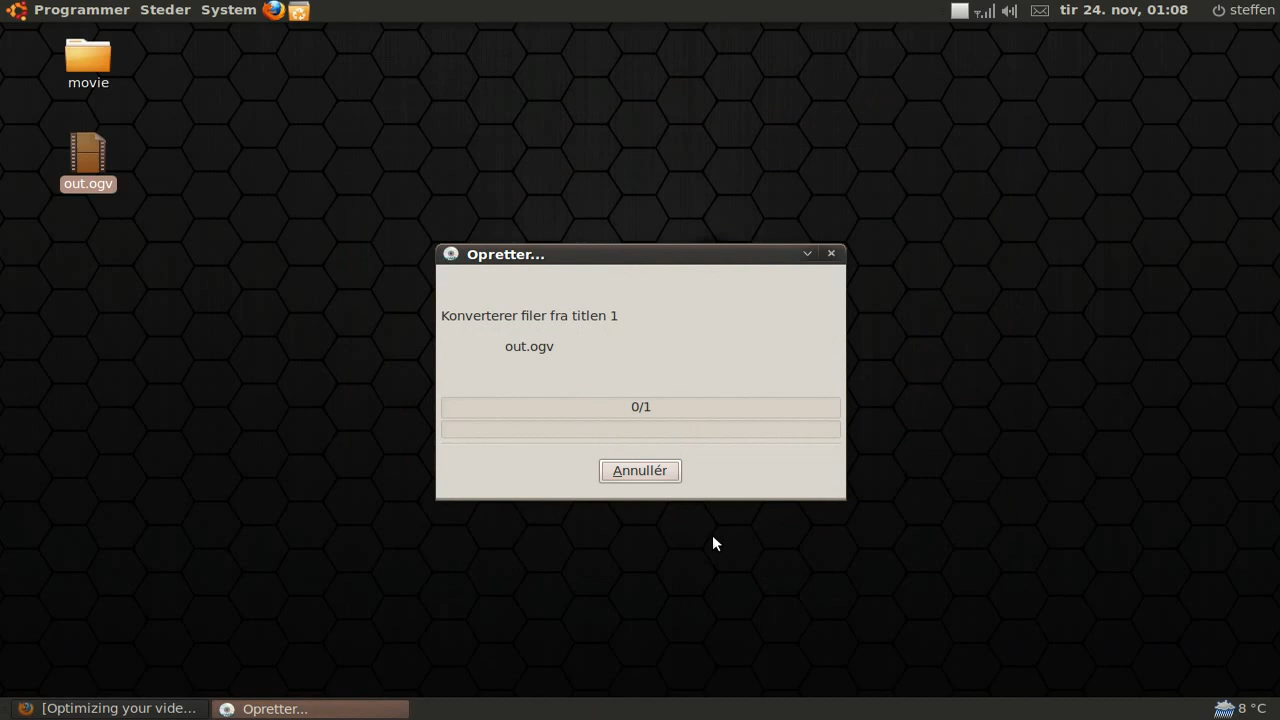 Programmer Steder System
tir 24. nov, 01:08
steffen
movie
out.ogv
Opretter...
Konverterer filer fra titlen 1
out.ogv
0/1
Annullér
[Optimizing your vide...
Opretter...
8 °C